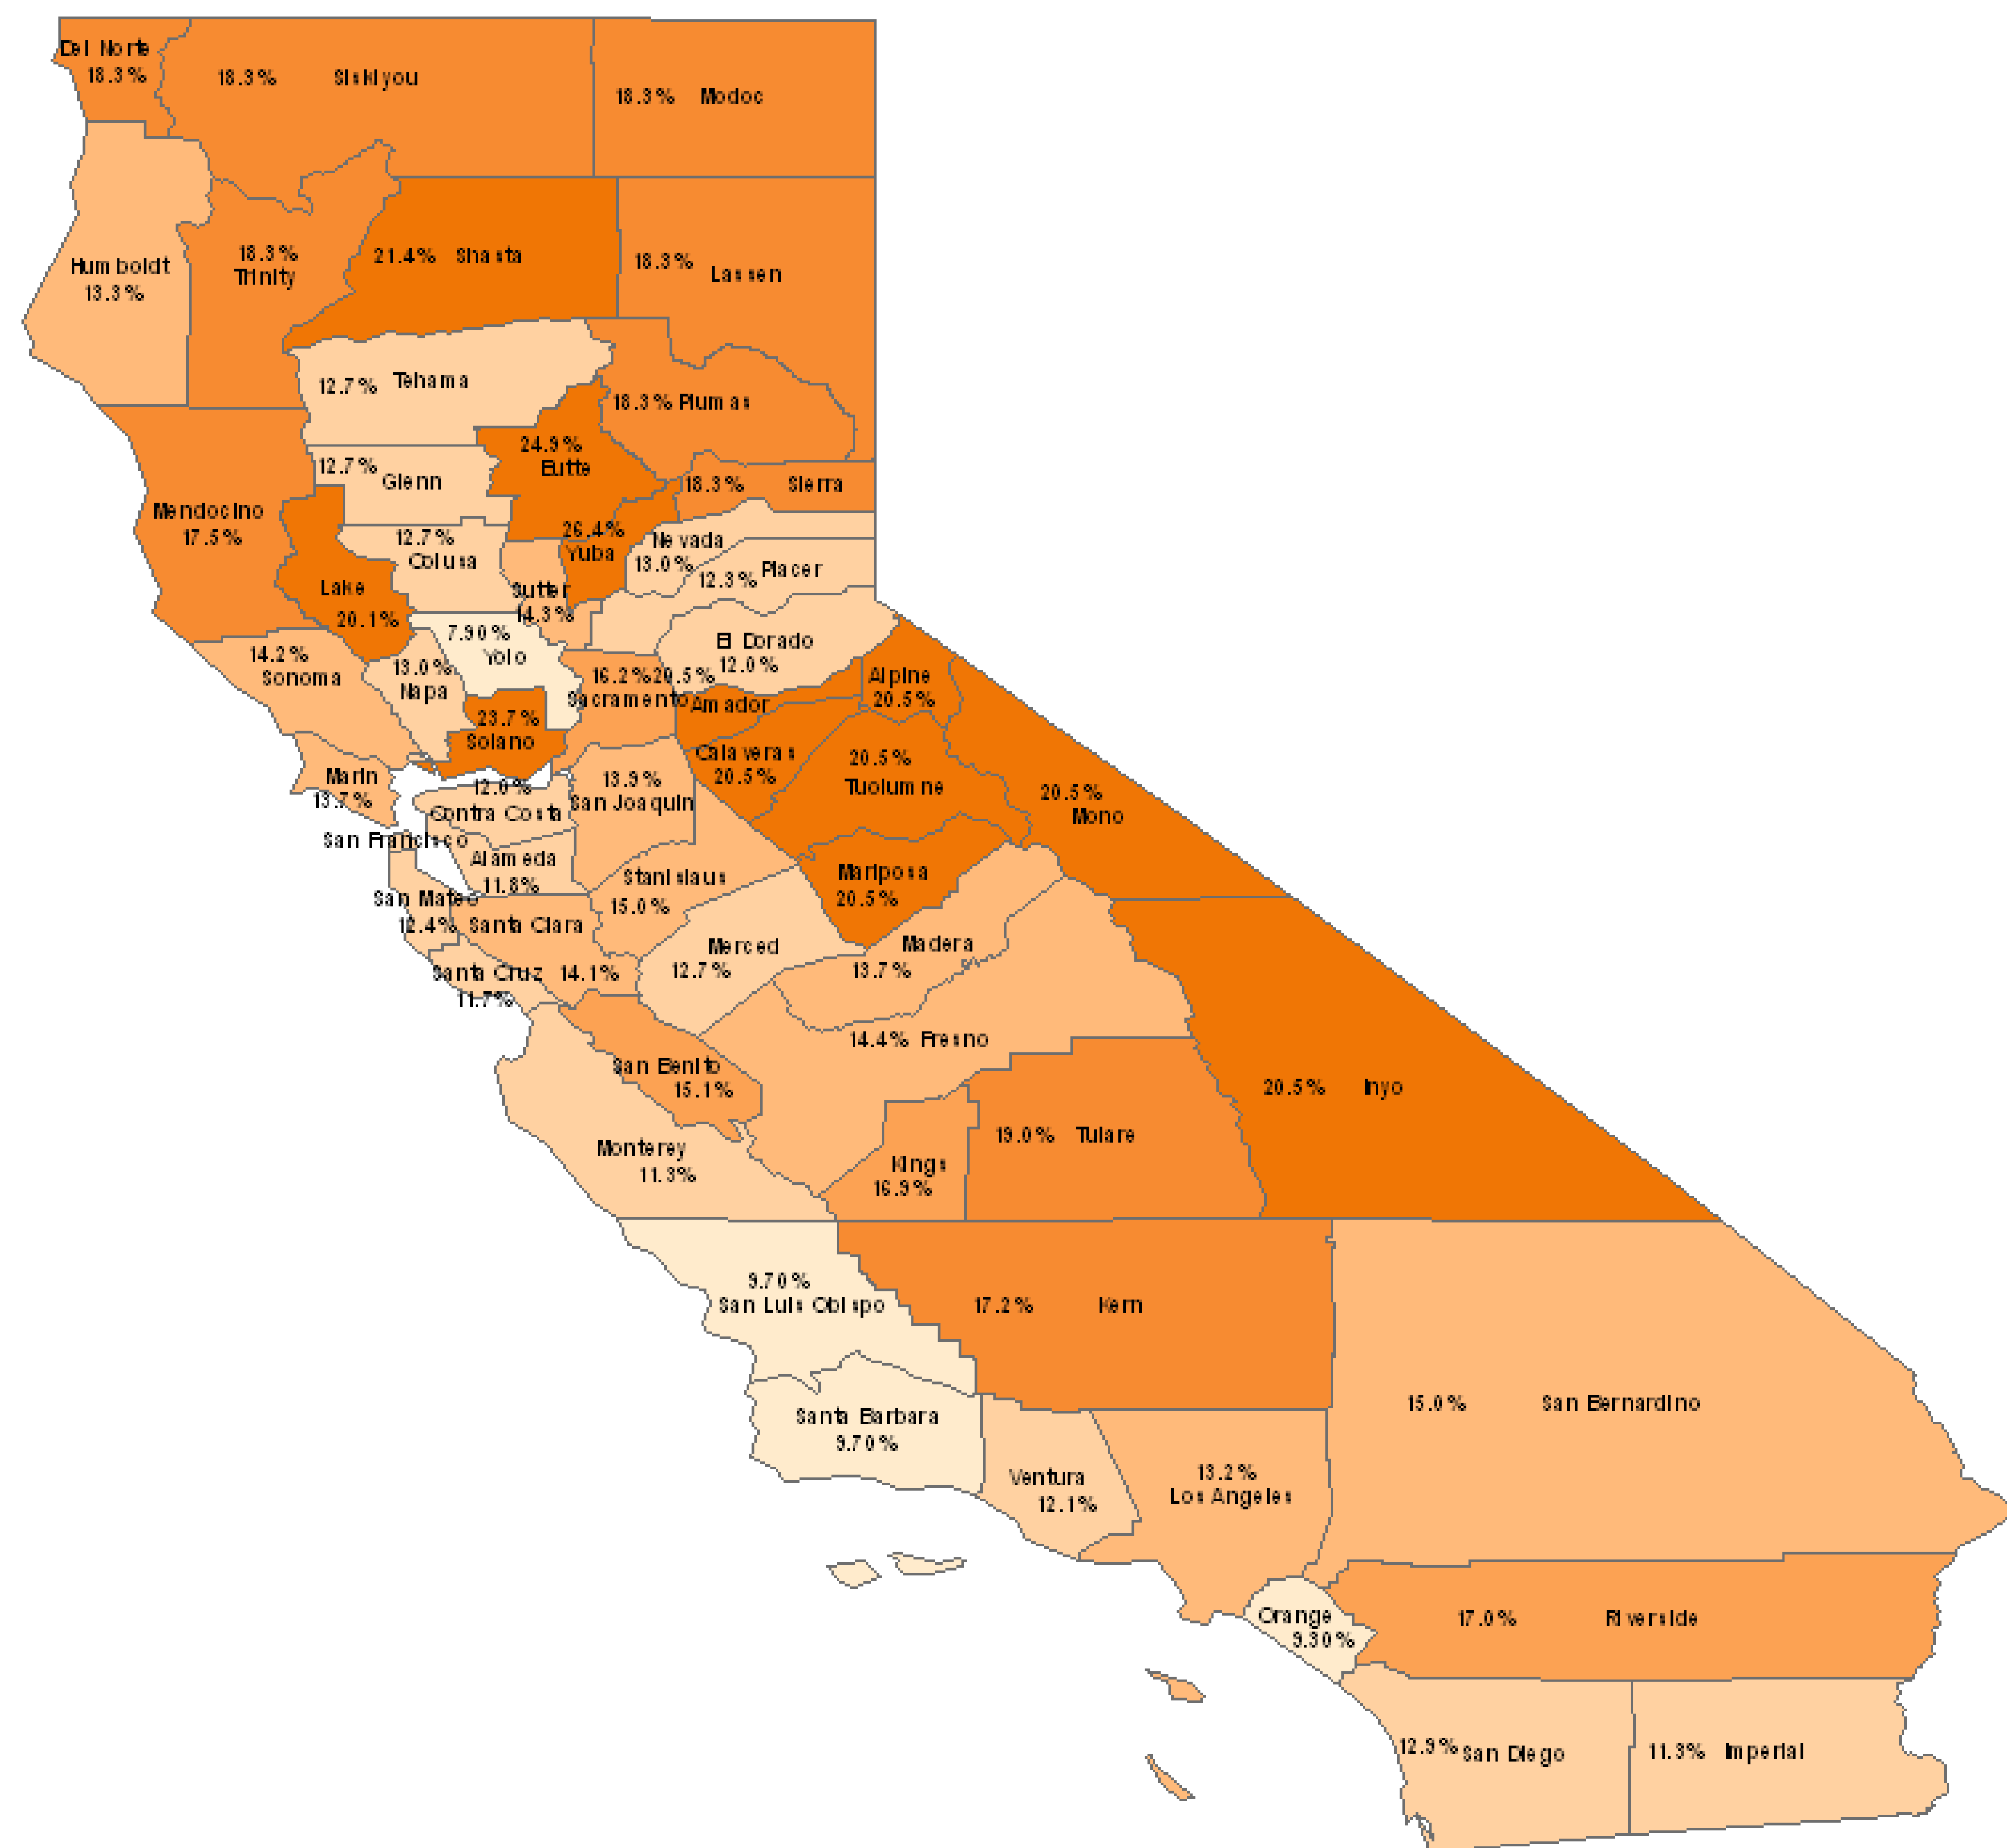 Del Norte
18.3%
18.3% Siskiyou
18.3% Modoc
Humboldt
13.3%
18.3%
Trinity
21.4% Shasta
18.3% Lassen
12.7% Tehama
18.3% Plumas
24.9%
Butte
12.7%
Glenn
18.3% Sierra
Mendocino
17.5%
26.4%
Yuba
12.7%
Colusa
Nevada
13.0%
12.3% Placer
Lake
20.1%
Sutter
14.3%
7.90%
Yolo
El Dorado
12.0%
14.2%
Sonoma
13.0%
Napa
16.2%
Sacramento
20.5%
Amador
Alpine
20.5%
23.7%
Solano
Calaveras
20.5%
20.5%
Tuolumne
20.5%
Mono
Marin
13.7%
Contra Costa
13.9%
San Joaquin
San Francisco
Alameda
11.8%
Stanislaus
15.0%
Mariposa
20.5%
San Mateo
12.4%
Santa Clara
14.1%
Merced
12.7%
Madera
13.7%
Santa Cruz
11.7%
14.4% Fresno
San Benito
15.1%
20.5% Inyo
Monterey
11.3%
19.0% Tulare
Kings
16.9%
9.70%
San Luis Obispo
17.2% Kern
Santa Barbara
9.70%
15.0% San Bernardino
Ventura
12.1%
13.2%
Los Angeles
Orange
9.30%
17.0% Riverside
12.9% San Diego
11.3% Imperial